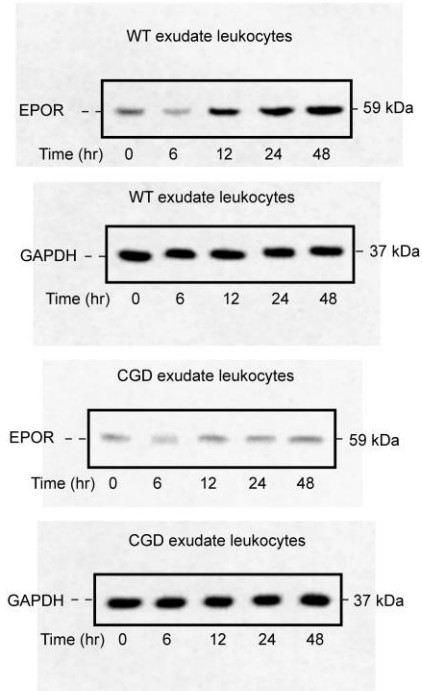 WT exudate leukocytes
EPOR - - - 59 kDa
Time (hr) 0 6 12 24 48
WT exudate leukocytes
GAPDH - - - 37 kDa
Time (hr) 0 6 12 24 48
CGD exudate leukocytes
EPOR - - - 59 kDa
Time (hr) 0 6 12 24 48
CGD exudate leukocytes
GAPDH - - - 37 kDa
Time (hr) 0 6 12 24 48